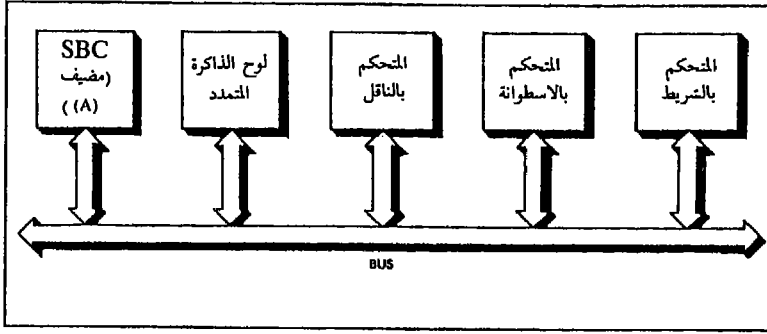 SBC
(مضيف
( (A)
لوح الذاكرة
المتمدد
المتحكم
بالناقل
المتحكم
بالاسطوانة
المتحكم
بالشريط
BUS